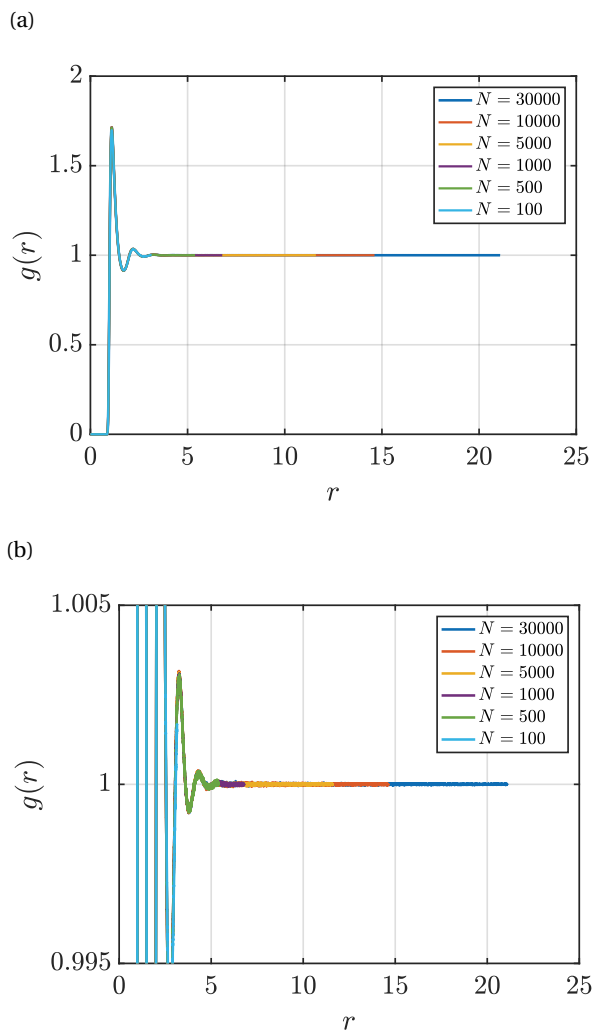 (a)
2
1.5
1
0.5
0
g(r)
N = 30000
N = 10000
N = 5000
N = 1000
N = 500
N = 100
0 5 10 15 20 25
r
(b)
1.005
1
0.995
g(r)
N = 30000
N = 10000
N = 5000
N = 1000
N = 500
N = 100
0 5 10 15 20 25
r